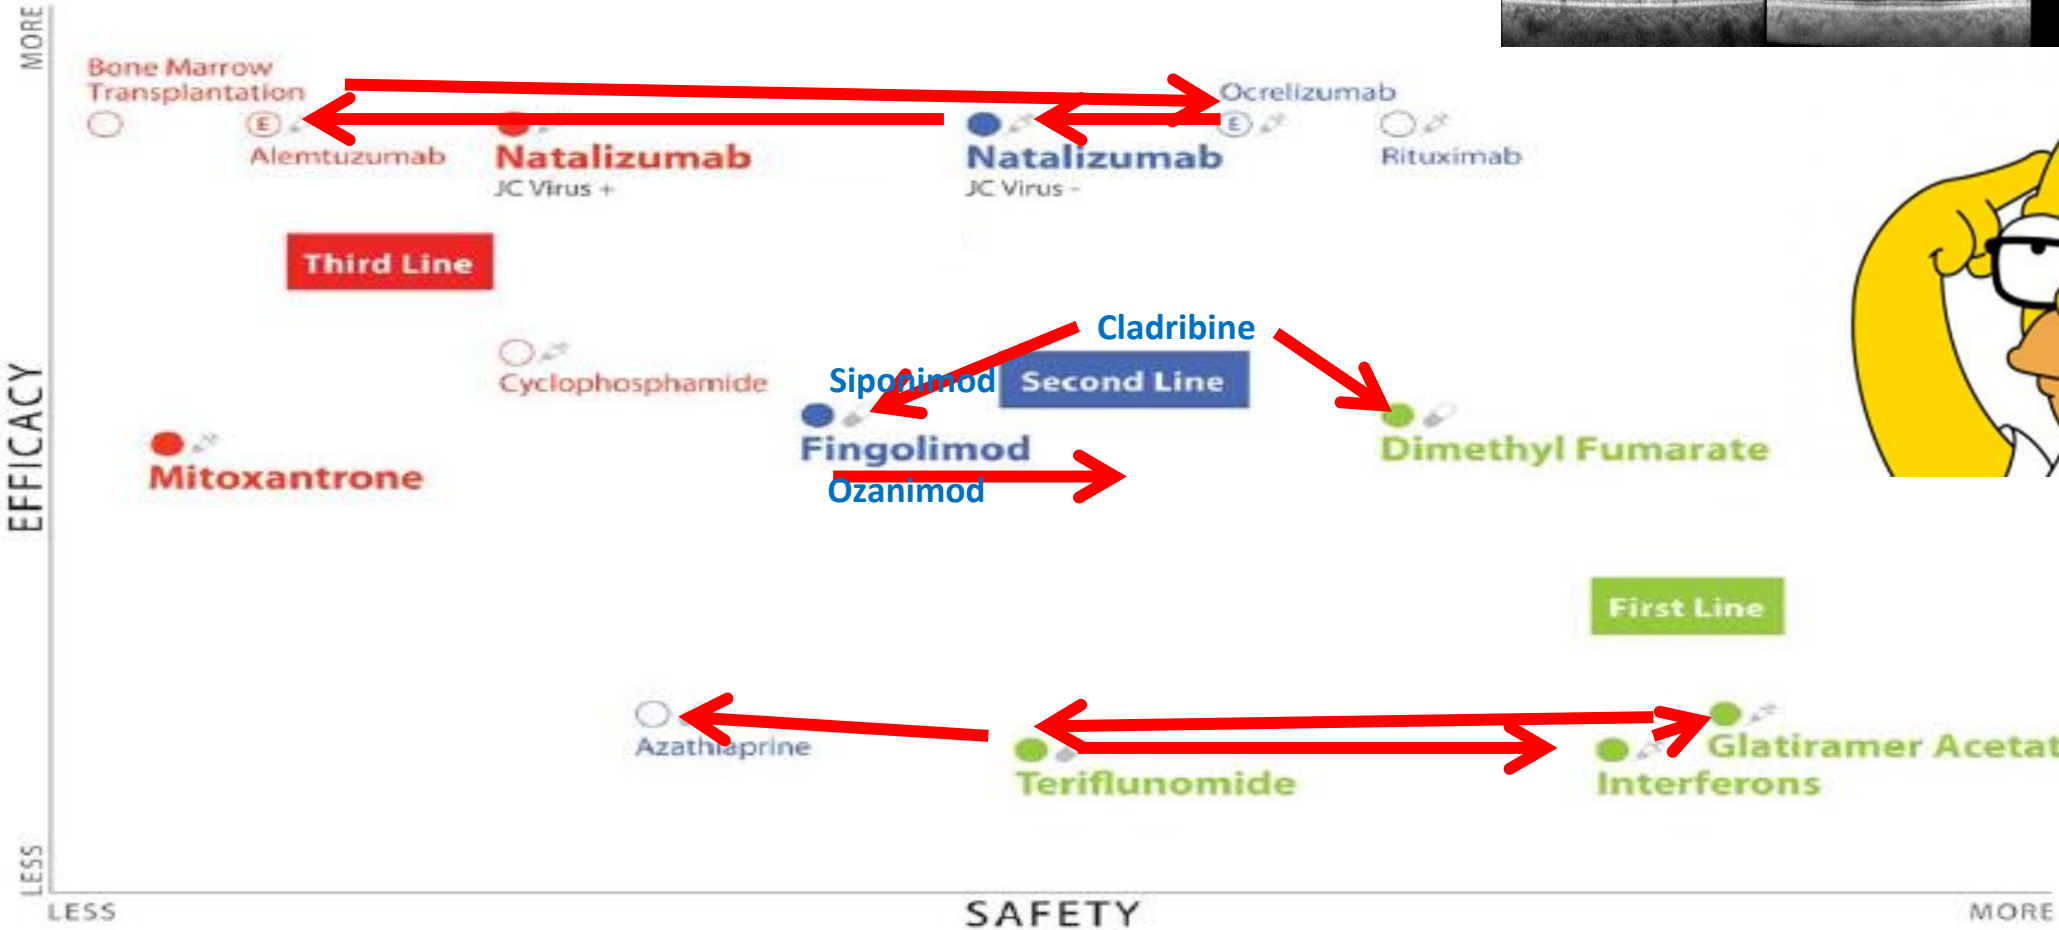 MORE
Bone Marrow
Transplantation
E
Alemtuzumab
Natalizumab
JC Virus +
Natalizumab
JC Virus -
Ocrelizumab
E
Rituximab
Third Line
Cladribine
Cyclophosphamide
Siponimod
Second Line
EFFICACY
Mitoxantrone
Fingolimod
Dimethyl Fumarate
Ozanimod
First Line
Azathiaprine
Teriflunomide
Glatiramer Acetat
Interferons
LESS
LESS
SAFETY
MORE